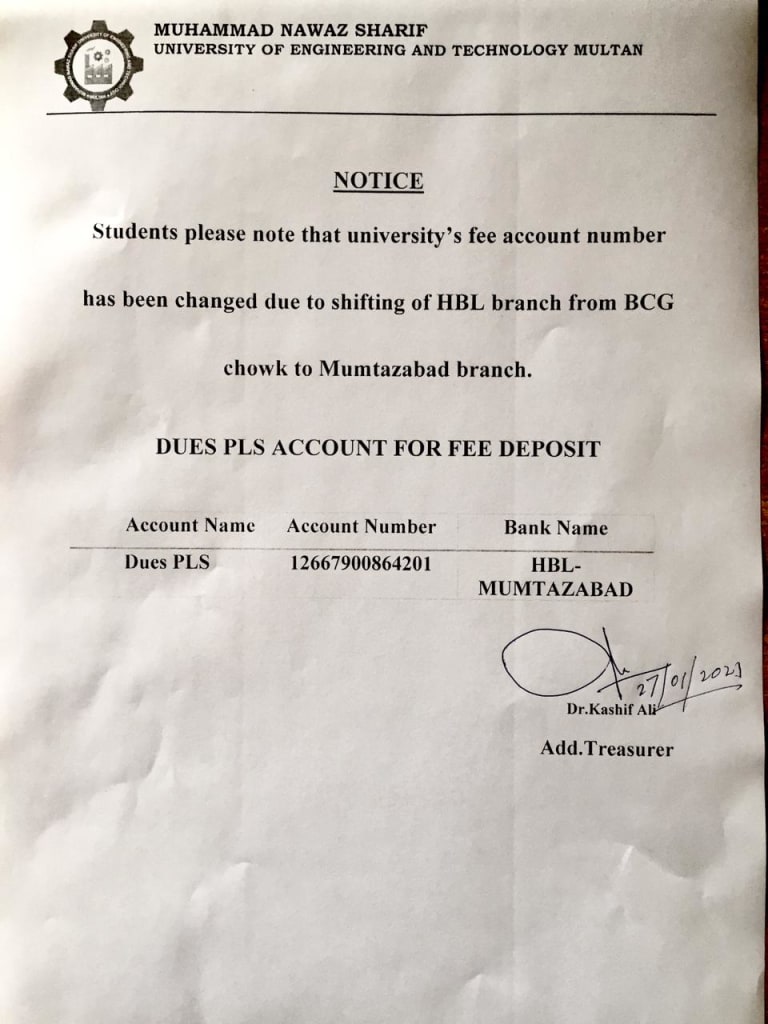 MUHAMMAD NAWAZ SHARIF
UNIVERSITY OF ENGINEERING AND TECHNOLOGY MULTAN
NOTICE
Students please note that university's fee account number
has been changed due to shifting of HBL branch from BCG
chowk to Mumtazabad branch.
DUES PLS ACCOUNT FOR FEE DEPOSIT
Account Name Account Number Bank Name
Dues PLS 12667900864201 HBL-
MUMTAZABAD
27/01/2021
Dr.Kashif Ali
Add.Treasurer